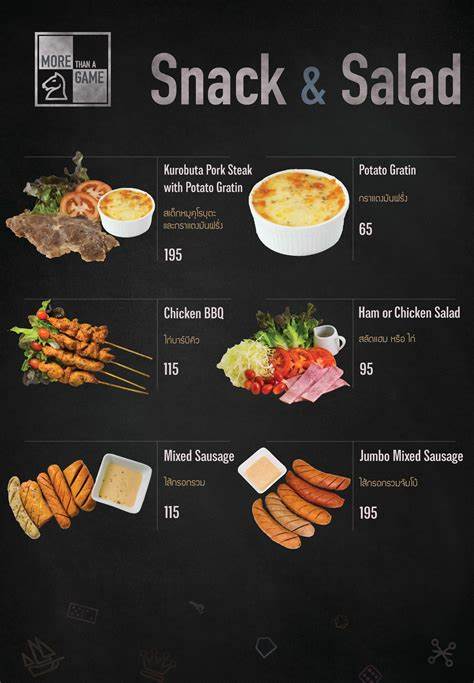 MORE THAN A GAME
Snack & Salad
Kurobuta Pork Steak
with Potato Gratin
สเต็กหมูคุโรบุตะ
และกราแตงมันฝรั่ง
195
Potato Gratin
กราแตงมันฝรั่ง
65
Chicken BBQ
ไก่บาร์บีคิว
115
Ham or Chicken Salad
สลัดแฮม หรือ ไก่
95
Mixed Sausage
ไส้กรอกรวม
115
Jumbo Mixed Sausage
ไส้กรอกรวมจัมโบ้
195